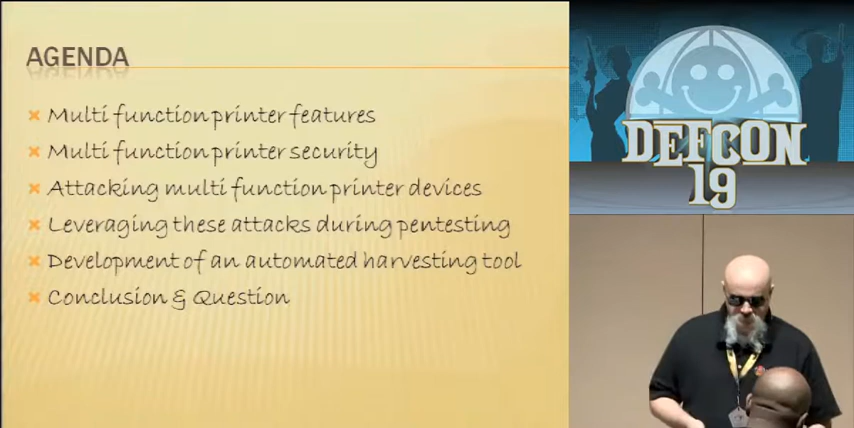 AGENDA
Multi function printer features
Multi function printer security
Attacking multi function printer devices
Leveraging these attacks during pentesting
Development of an automated harvesting tool
Conclusion & Question
DEFCON
19